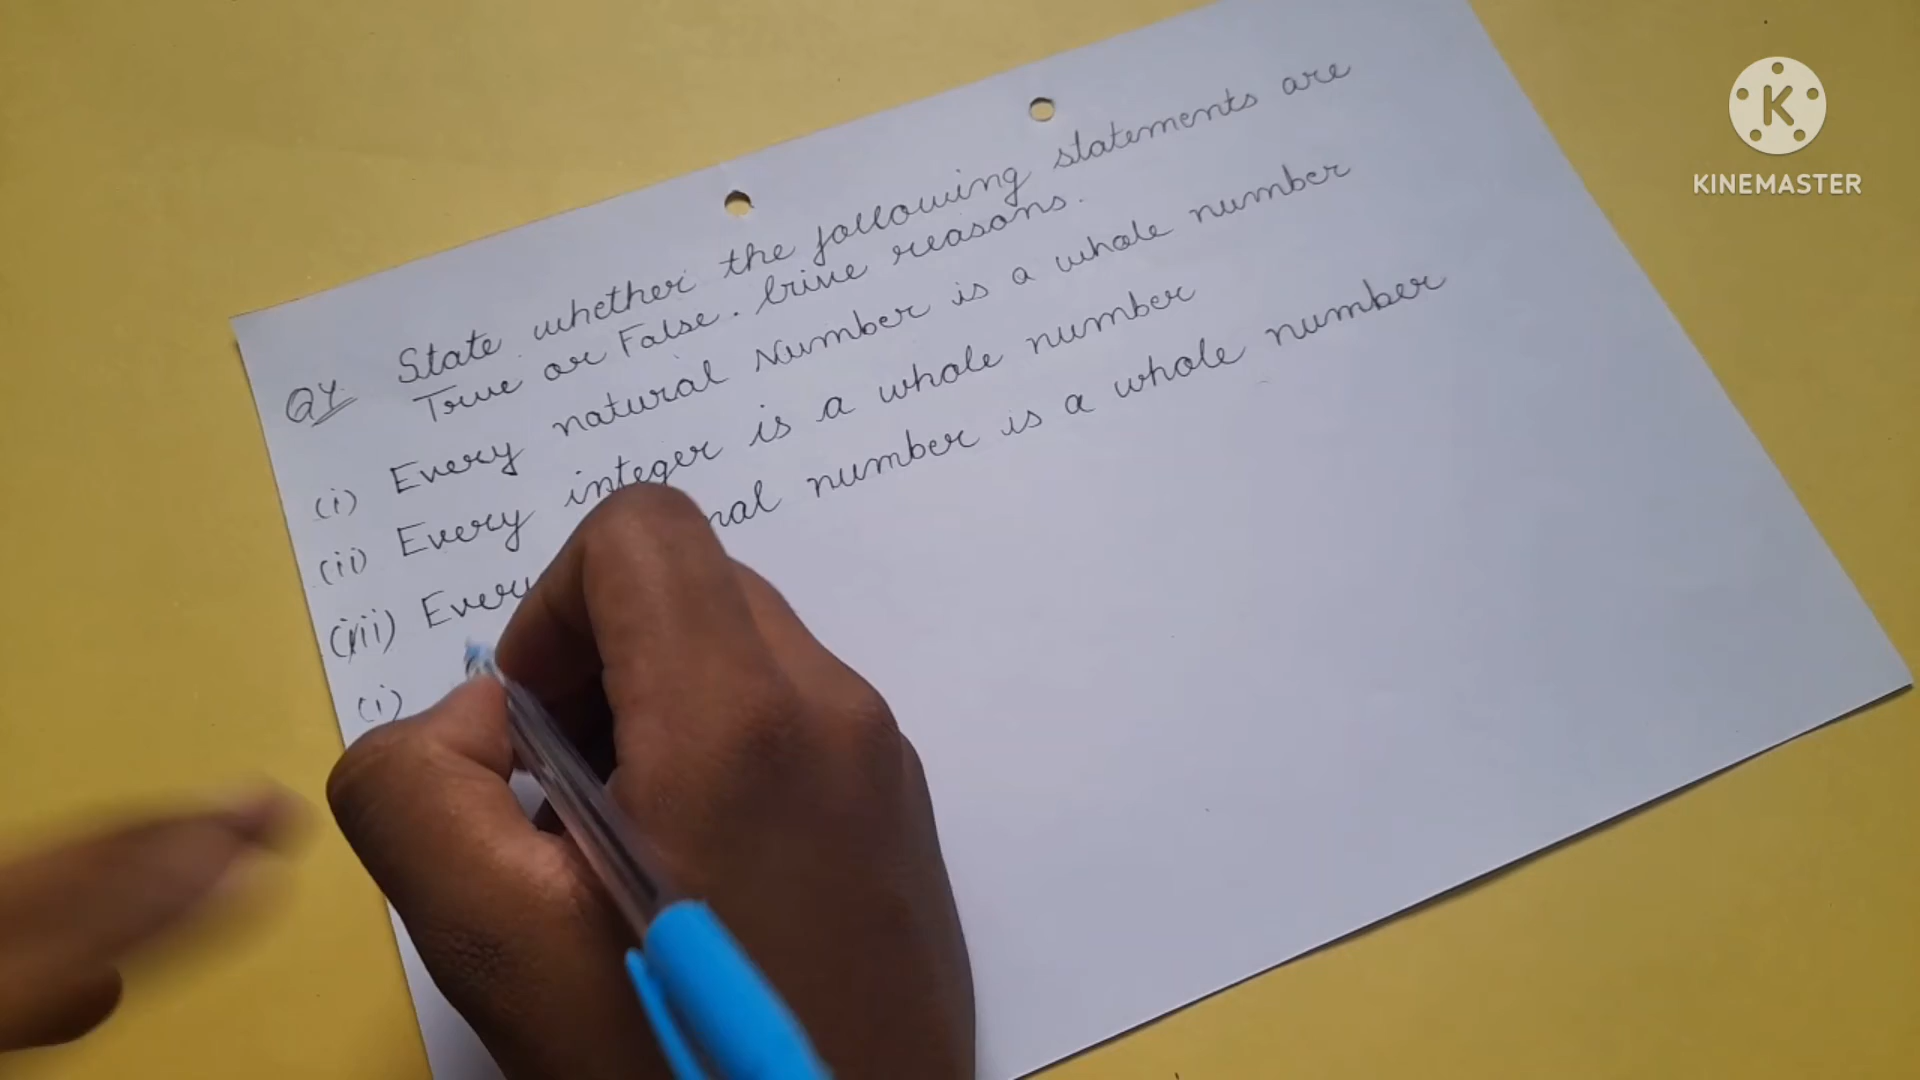 Q4 State whether the following statements are
True or False. Give reasons.
(i) Every natural Number is a whole number
(ii) Every integer is a whole number
(iii) Every nal number is a whole number
(i)
KINEMASTER